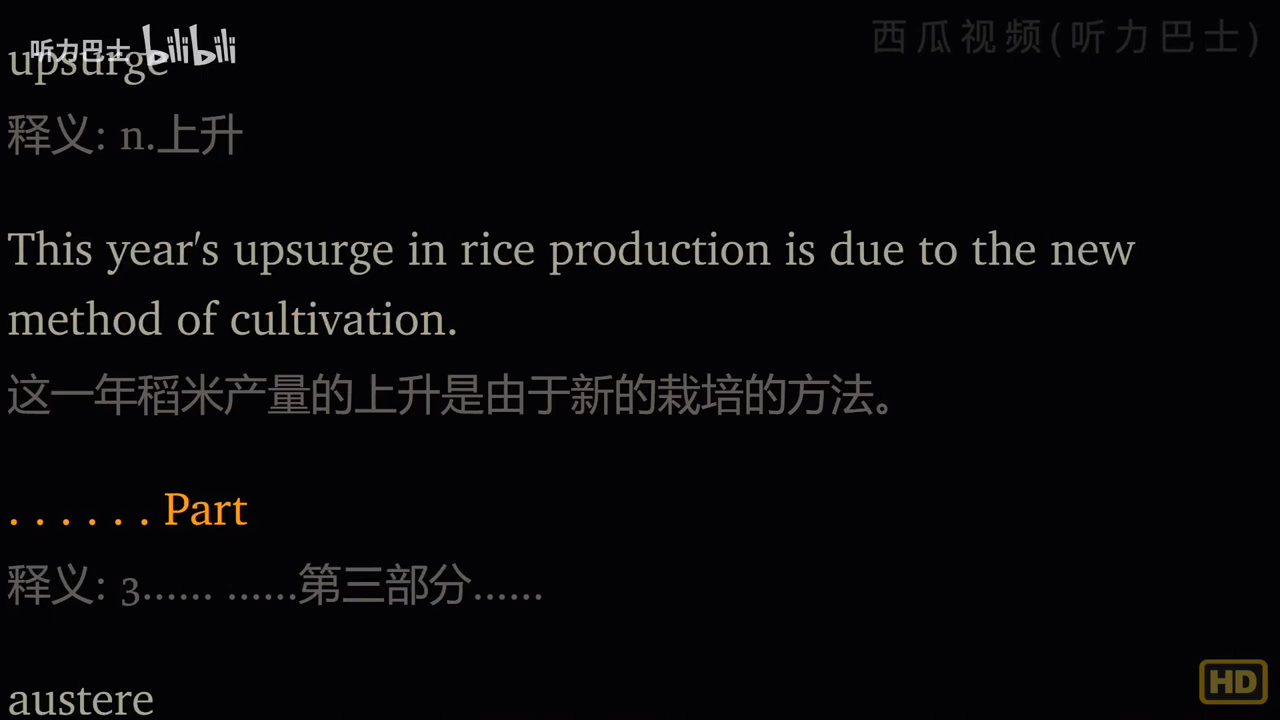 听力巴士 bilibili
西瓜视频(听力巴士)
upsurge
释义: n.上升
This year's upsurge in rice production is due to the new
method of cultivation.
这一年稻米产量的上升是由于新的栽培的方法。
. . . . . . Part
释义: 3...... ......第三部分......
austere
HD